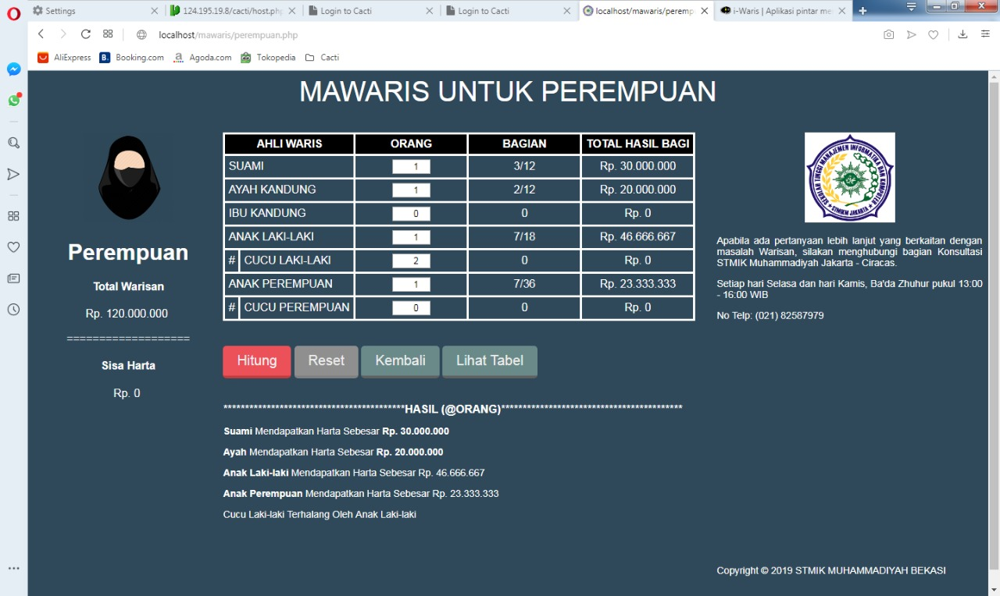 Settings
124.195.19.8/cacti/host.php
Login to Cacti
Login to Cacti
localhost/mawaris/peremp
i-Waris | Aplikasi pintar me
localhost/mawaris/perempuan.php
AliExpress
Booking.com
Agoda.com
Tokopedia
Cacti
MAWARIS UNTUK PEREMPUAN
Perempuan
Total Warisan
Rp. 120.000.000
===================
Sisa Harta
Rp. 0
AHLI WARIS ORANG BAGIAN TOTAL HASIL BAGI
SUAMI 1 3/12 Rp. 30.000.000
AYAH KANDUNG 1 2/12 Rp. 20.000.000
IBU KANDUNG 0 0 Rp. 0
ANAK LAKI-LAKI 1 7/18 Rp. 46.666.667
# CUCU LAKI-LAKI 2 0 Rp. 0
ANAK PEREMPUAN 1 7/36 Rp. 23.333.333
# CUCU PEREMPUAN 0 0 Rp. 0
Hitung Reset Kembali Lihat Tabel
******************************************HASIL (@ORANG)******************************************
Suami Mendapatkan Harta Sebesar Rp. 30.000.000
Ayah Mendapatkan Harta Sebesar Rp. 20.000.000
Anak Laki-laki Mendapatkan Harta Sebesar Rp. 46.666.667
Anak Perempuan Mendapatkan Harta Sebesar Rp. 23.333.333
Cucu Laki-laki Terhalang Oleh Anak Laki-laki
SEKOLAH TINGGI MANAJEMEN INFORMATIKA DAN KOMPUTER
STMIKM JAKARTA
Apabila ada pertanyaan lebih lanjut yang berkaitan dengan
masalah Warisan, silakan menghubungi bagian Konsultasi
STMIK Muhammadiyah Jakarta - Ciracas.
Setiap hari Selasa dan hari Kamis, Ba'da Zhuhur pukul 13:00
- 16:00 WIB
No Telp: (021) 82587979
Copyright © 2019 STMIK MUHAMMADIYAH BEKASI